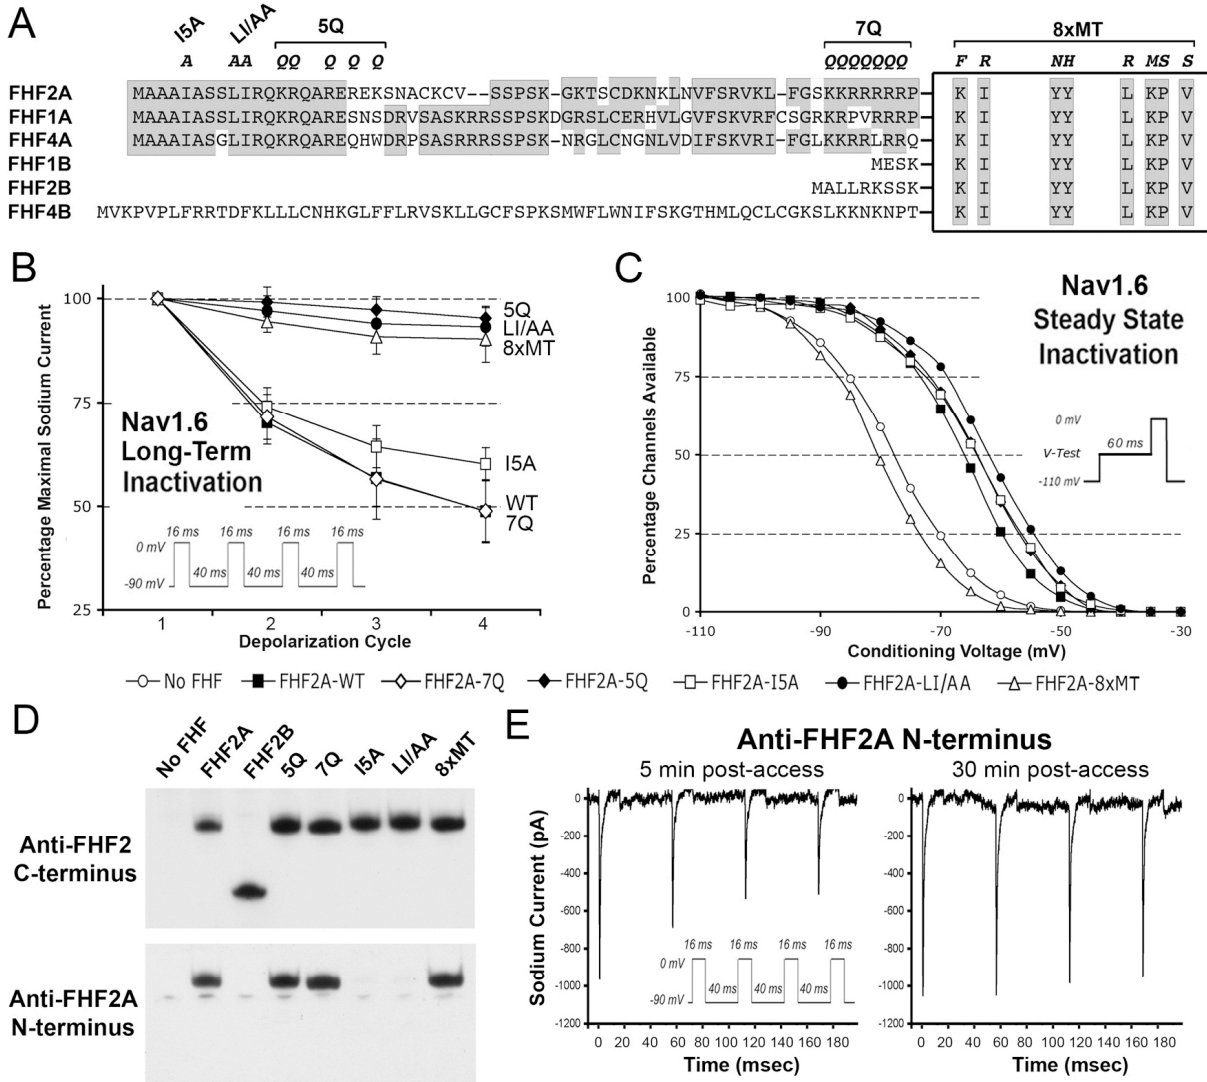 A
I5A LI/AA 5Q 7Q 8xMT
A AA QQ Q Q Q QQQQQQQ F R NH R MS S
FHF2A MAAAIASSLIRQKRQAREREKSNACKCV--SSPSK-GKTSCDKNKLNVFSRVKL-FGSKKRRRRRP K I YY L KP V
FHF1A MAAAIASSLIRQKRQARESNSDRVSASKRRSSPSKDGRSLCERHVLGVFSKVRFCSGRKRPVRRRP K I YY L KP V
FHF4A MAAAIASGLIRQKRQAREQHWDRPSASRRRSSPSK-NRGLCNGNLVDIFSKVRI-FGLKKRRLRRQ K I YY L KP V
FHF1B MESK K I YY L KP V
FHF2B MALLRKSSK K I YY L KP V
FHF4B MVKPVPLFRRTDFKLLLCNHKGLFFLRVSKLLGCFSPKSMWFLWNIFSKGTHMLQCLCGKSLKKNKNPT K I YY L KP V
B
Percentage Maximal Sodium Current
100
75
50
25
5Q
LI/AA
8xMT
I5A
WT
7Q
Nav1.6
Long-Term
Inactivation
16 ms 16 ms 16 ms 16 ms
0 mV
-90 mV
40 ms 40 ms 40 ms
1 2 3 4
Depolarization Cycle
C
Percentage Channels Available
100
75
50
25
0
Nav1.6
Steady State
Inactivation
0 mV
60 ms
V-Test
-110 mV
-110 -90 -70 -50 -30
Conditioning Voltage (mV)
No FHF FHF2A-WT FHF2A-7Q FHF2A-5Q FHF2A-I5A FHF2A-LI/AA FHF2A-8xMT
D
No FHF FHF2A FHF2B 5Q 7Q I5A LI/AA 8xMT
Anti-FHF2
C-terminus
Anti-FHF2A
N-terminus
E
Anti-FHF2A N-terminus
5 min post-access
30 min post-access
Sodium Current (pA)
0
-200
-400
-600
-800
-1000
-1200
16 ms 16 ms 16 ms 16 ms
0 mV
-90 mV
40 ms 40 ms 40 ms
0 20 40 60 80 100 120 140 160 180
Time (msec)
0
-200
-400
-600
-800
-1000
-1200
0 20 40 60 80 100 120 140 160 180
Time (msec)